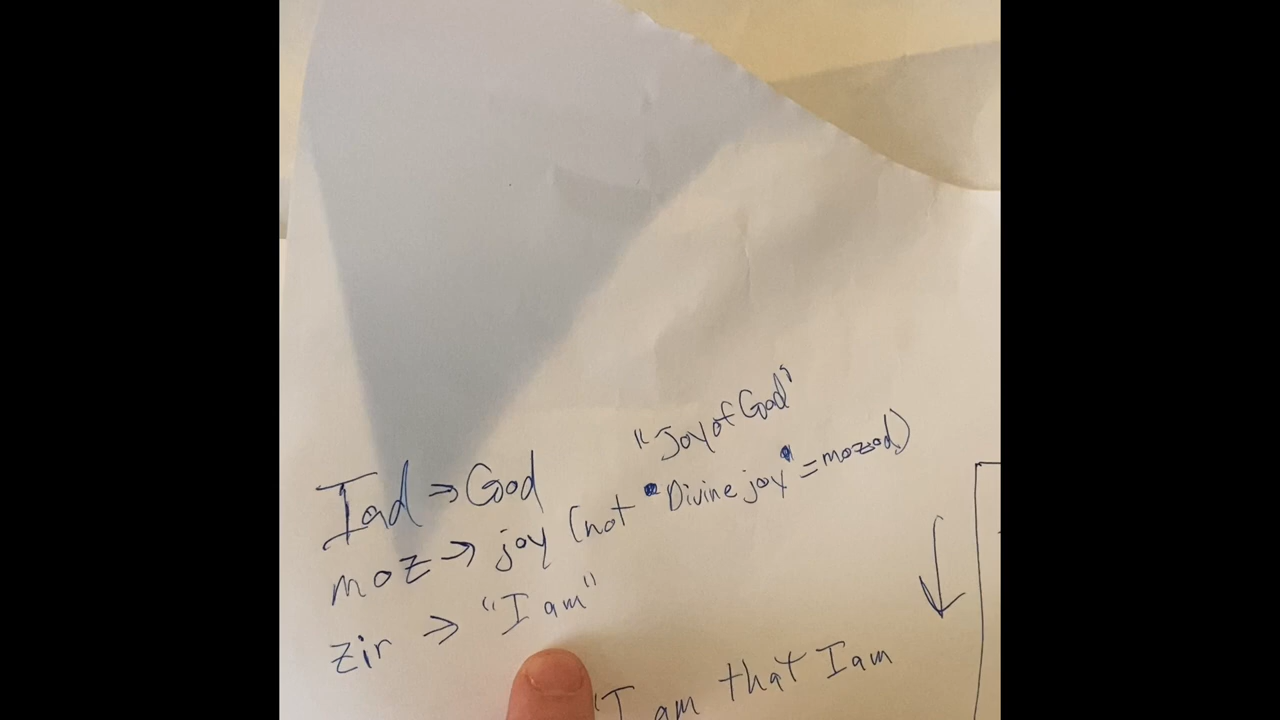 "Joy of God"
Iad → God
moz → joy (not "Divine joy" = mozod)
zir → "I am"
"I am that I am